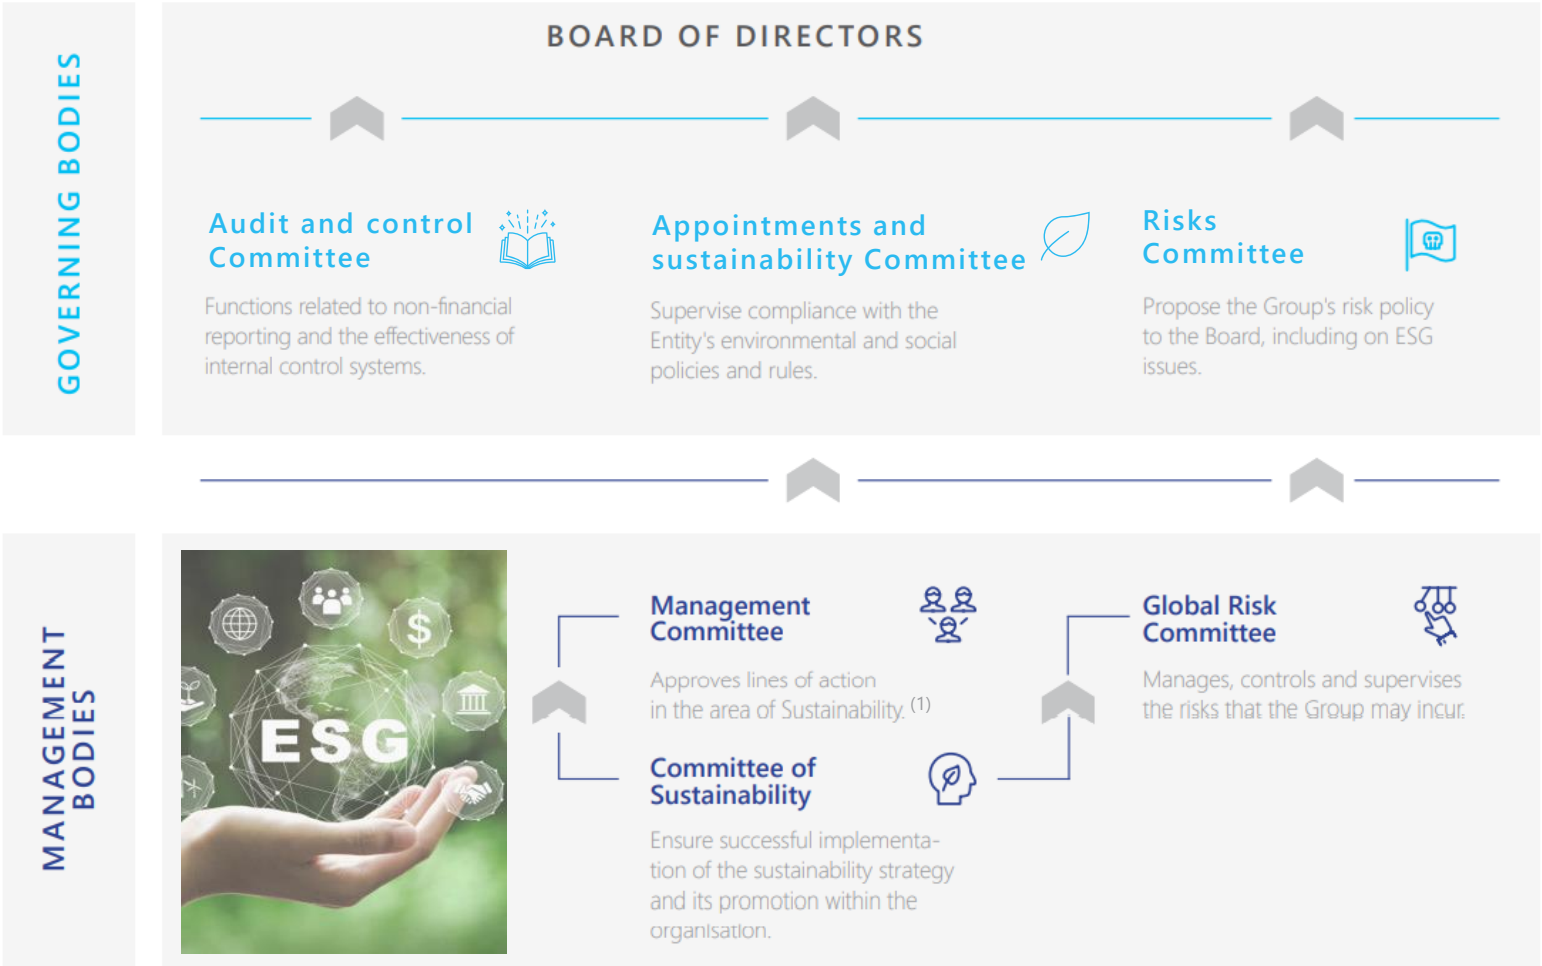 BOARD OF DIRECTORS
GOVERNING BODIES
Audit and control
Committee
Functions related to non-financial
reporting and the effectiveness of
internal control systems.
Appointments and
sustainability Committee
Supervise compliance with the
Entity's environmental and social
policies and rules.
Risks
Committee
Propose the Group's risk policy
to the Board, including on ESG
issues.
MANAGEMENT
BODIES
$
ESG
Management
Committee
Approves lines of action
in the area of Sustainability. (1)
Committee of
Sustainability
Ensure successful implementa-
tion of the sustainability strategy
and its promotion within the
organisation.
Global Risk
Committee
Manages, controls and supervises
the risks that the Group may incur.